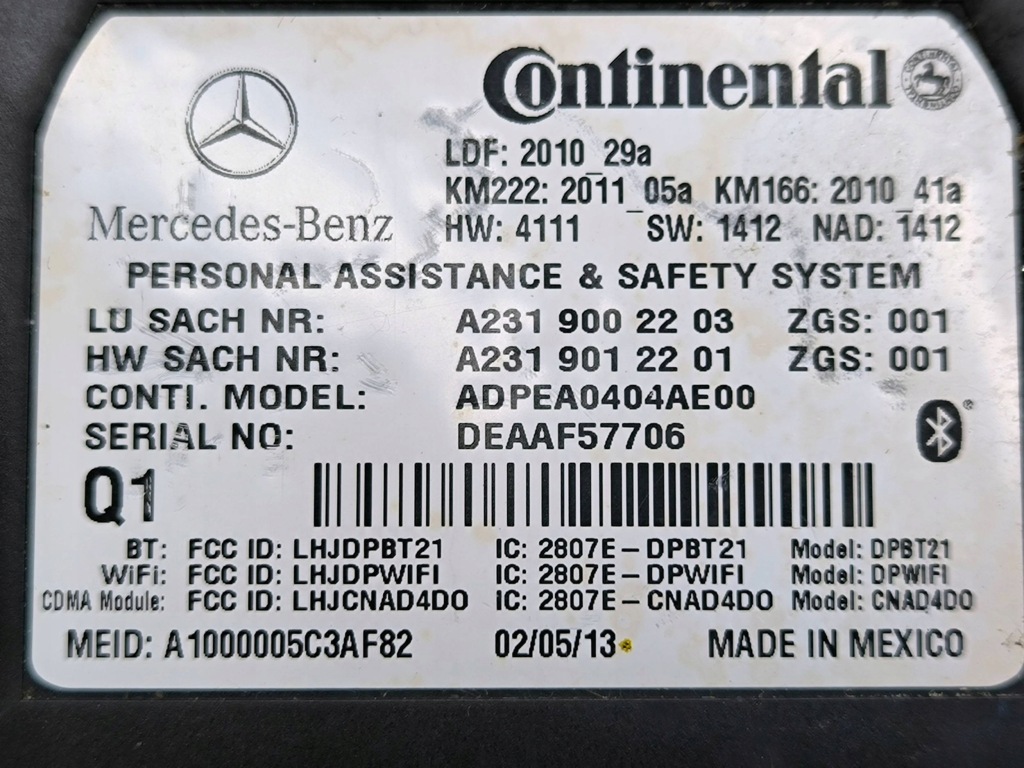 Continental
Mercedes-Benz
LDF: 2010_29a
KM222: 2011_05a KM166: 2010_41a
HW: 4111 SW: 1412 NAD: 1412
PERSONAL ASSISTANCE & SAFETY SYSTEM
LU SACH NR: A231 900 22 03 ZGS: 001
HW SACH NR: A231 901 22 01 ZGS: 001
CONTI. MODEL: ADPEA0404AE00
SERIAL NO: DEAAF57706
Q1
BT: FCC ID: LHJDPBT21 IC: 2807E-DPBT21 Model: DPBT21
WiFi: FCC ID: LHJDPWIFI IC: 2807E-DPWIFI Model: DPWIFI
CDMA Module: FCC ID: LHJCNAD4DO IC: 2807E-CNAD4DO Model: CNAD4DO
MEID: A1000005C3AF82 02/05/13 MADE IN MEXICO